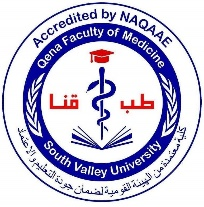 Accredited by NAQAAE
Qena Faculty of Medicine
طب قنا
South Valley University
كلية معتمدة من الهيئة القومية لضمان جودة التعليم والاعتماد